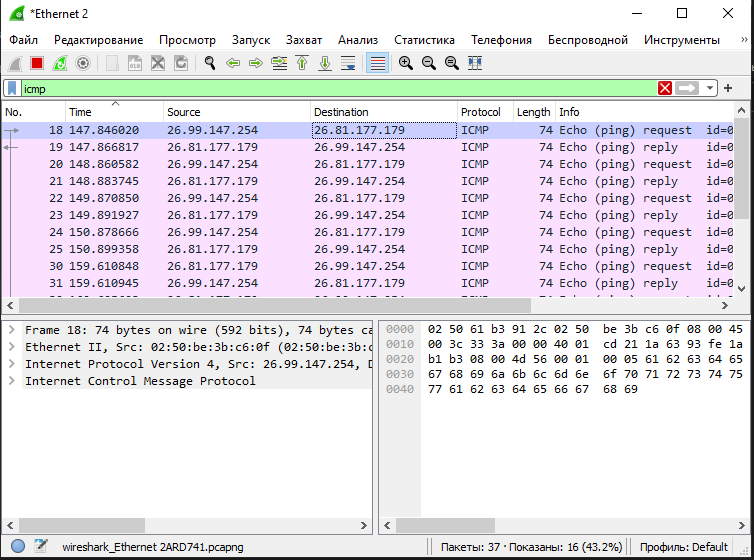 *Ethernet 2
Файл Редактирование Просмотр Запуск Захват Анализ Статистика Телефония Беспроводной Инструменты »
icmp
No. Time Source Destination Protocol Length Info
18 147.846020 26.99.147.254 26.81.177.179 ICMP 74 Echo (ping) request id=0
19 147.866817 26.81.177.179 26.99.147.254 ICMP 74 Echo (ping) reply id=0
20 148.860582 26.99.147.254 26.81.177.179 ICMP 74 Echo (ping) request id=0
21 148.883745 26.81.177.179 26.99.147.254 ICMP 74 Echo (ping) reply id=0
22 149.870850 26.99.147.254 26.81.177.179 ICMP 74 Echo (ping) request id=0
23 149.891927 26.81.177.179 26.99.147.254 ICMP 74 Echo (ping) reply id=0
24 150.878666 26.99.147.254 26.81.177.179 ICMP 74 Echo (ping) request id=0
25 150.899358 26.81.177.179 26.99.147.254 ICMP 74 Echo (ping) reply id=0
30 159.610848 26.81.177.179 26.99.147.254 ICMP 74 Echo (ping) request id=0
31 159.610945 26.99.147.254 26.81.177.179 ICMP 74 Echo (ping) reply id=0
Frame 18: 74 bytes on wire (592 bits), 74 bytes ca
Ethernet II, Src: 02:50:be:3b:c6:0f (02:50:be:3b:c
Internet Protocol Version 4, Src: 26.99.147.254, D
Internet Control Message Protocol
0000 02 50 61 b3 91 2c 02 50 be 3b c6 0f 08 00 45
0010 00 3c 33 3a 00 00 40 01 cd 21 1a 63 93 fe 1a
0020 b1 b3 08 00 4d 56 00 01 00 05 61 62 63 64 65
0030 67 68 69 6a 6b 6c 6d 6e 6f 70 71 72 73 74 75
0040 77 61 62 63 64 65 66 67 68 69
wireshark_Ethernet 2ARD741.pcapng
Пакеты: 37 · Показаны: 16 (43.2%)
Профиль: Default